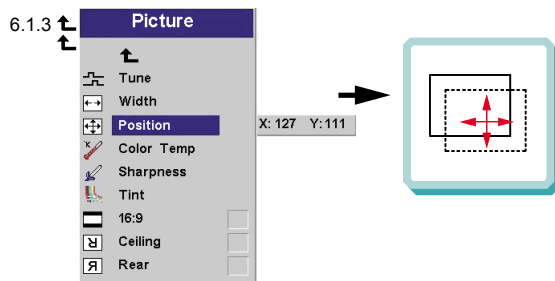 6.1.3
Picture
Tune
Width
Position X: 127 Y: 111
Color Temp
Sharpness
Tint
16:9
Ceiling
Rear